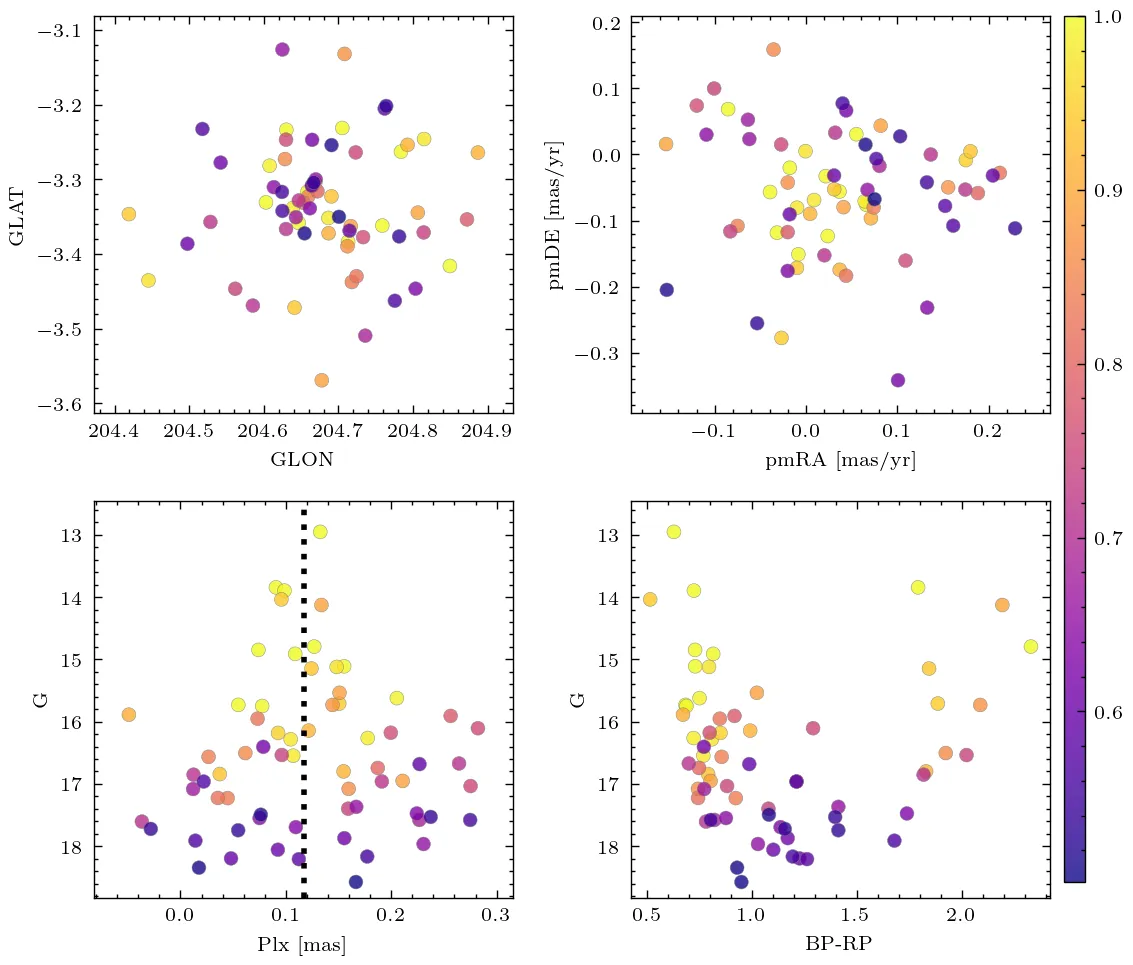 −3.1
−3.2
−3.3
−3.4
−3.5
−3.6
GLAT
204.4 204.5 204.6 204.7 204.8 204.9
GLON
0.2
0.1
0.0
−0.1
−0.2
−0.3
pmDE [mas/yr]
−0.1 0.0 0.1 0.2
pmRA [mas/yr]
13
14
15
16
17
18
G
0.0 0.1 0.2 0.3
Plx [mas]
13
14
15
16
17
18
G
0.5 1.0 1.5 2.0
BP-RP
1.0
0.9
0.8
0.7
0.6